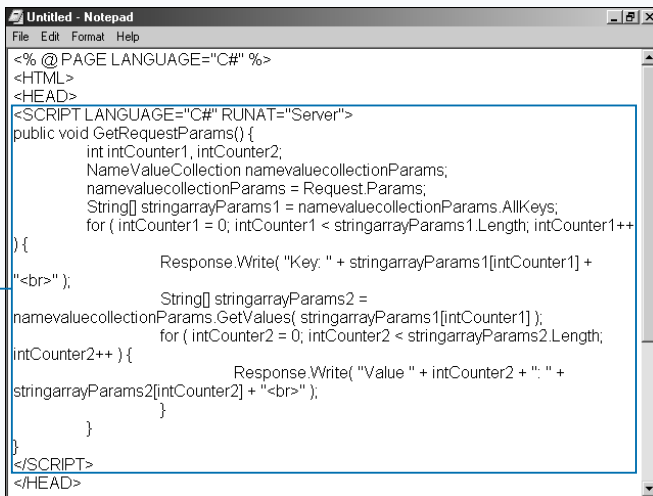 Untitled - Notepad
File Edit Format Help
<% @ PAGE LANGUAGE="C#" %>
<HTML>
<HEAD>
<SCRIPT LANGUAGE="C#" RUNAT="Server">
public void GetRequestParams() {
int intCounter1, intCounter2;
NameValueCollection namevaluecollectionParams;
namevaluecollectionParams = Request.Params;
String[] stringarrayParams1 = namevaluecollectionParams.AllKeys;
for ( intCounter1 = 0; intCounter1 < stringarrayParams1.Length; intCounter1++
) {
Response.Write( "Key: " + stringarrayParams1[intCounter1] +
"<br>" );
String[] stringarrayParams2 =
namevaluecollectionParams.GetValues( stringarrayParams1[intCounter1] );
for ( intCounter2 = 0; intCounter2 < stringarrayParams2.Length;
intCounter2++ ) {
Response.Write( "Value " + intCounter2 + ": " +
stringarrayParams2[intCounter2] + "<br>" );
}
}
}
</SCRIPT>
</HEAD>